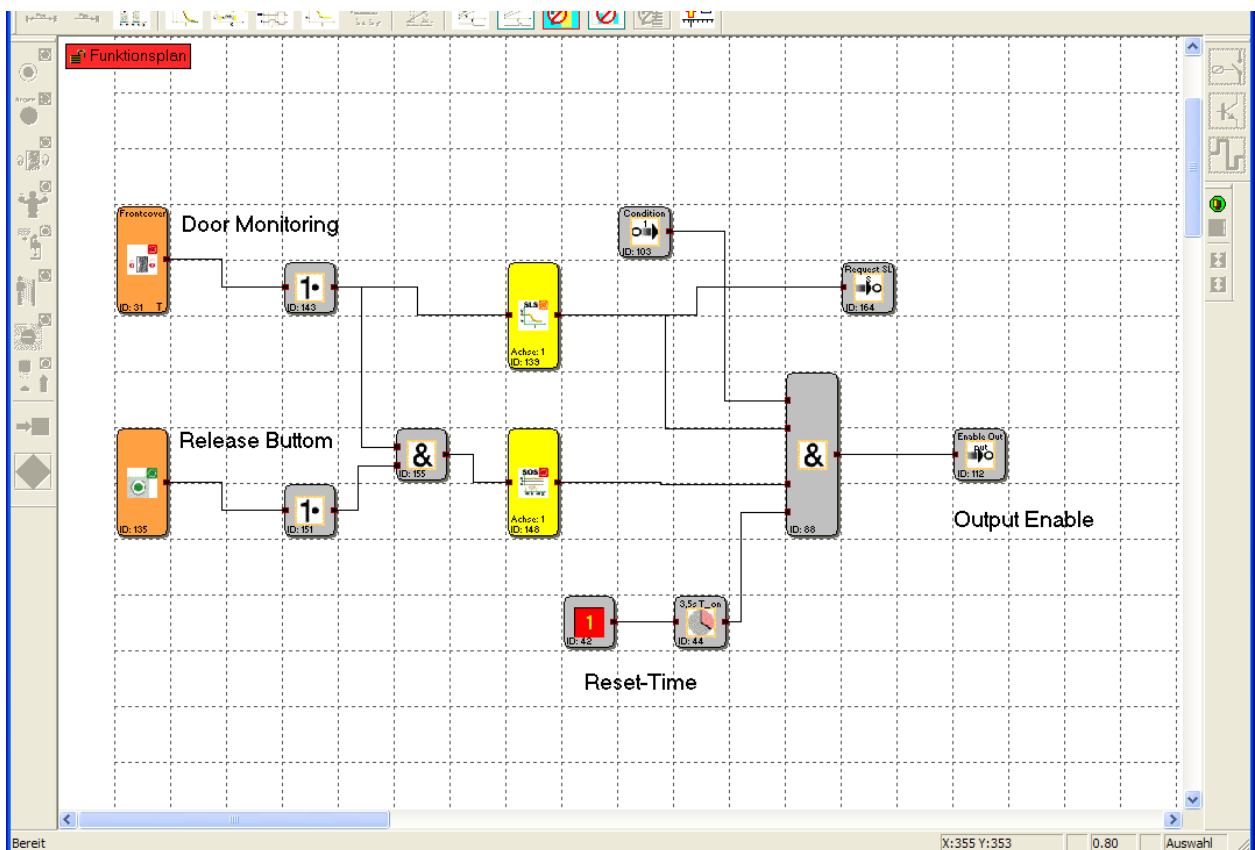 Funktionsplan
Frontcover
ID: 31 T
Door Monitoring
1
ID: 143
Condition
1
ID: 103
SLS
Achse: 1
ID: 139
Request SL
S
ID: 164
Release Buttom
ID: 135
1
ID: 151
&
ID: 155
SOS
Achse: 1
ID: 148
&
ID: 88
Enable Out
put
ID: 112
Output Enable
1
ID: 42
3,5s T_on
ID: 44
Reset-Time
Bereit
X:355 Y:353
0.80
Auswahl